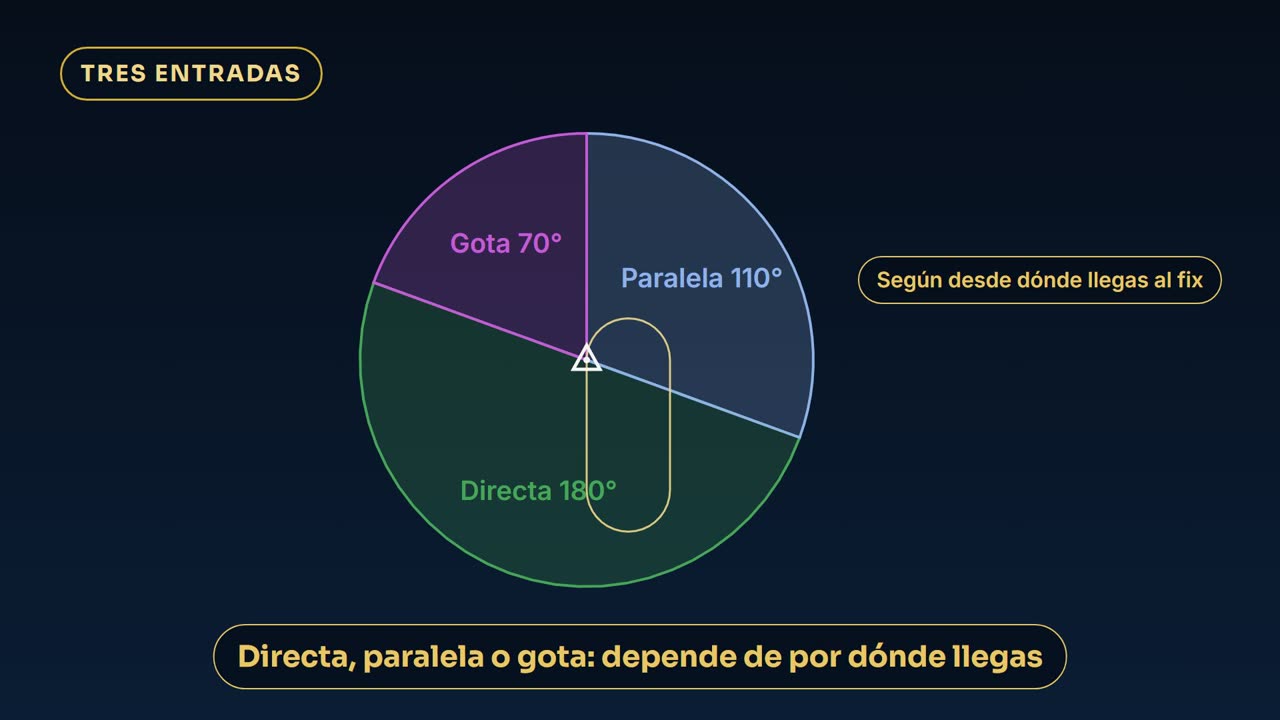 TRES ENTRADAS
Gota 70°
Paralela 110°
Según desde dónde llegas al fix
Directa 180°
Directa, paralela o gota: depende de por dónde llegas